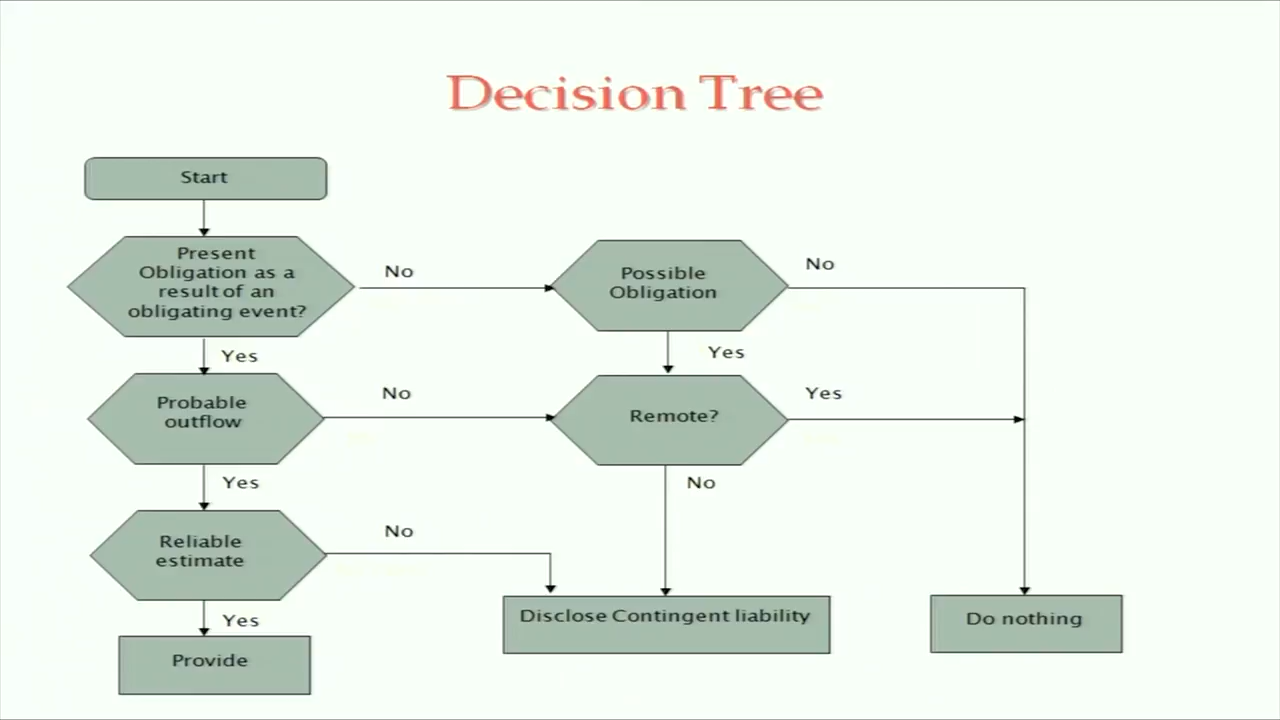 Decision Tree
Start
Present
Obligation as a
result of an
obligating event?
No
Possible
Obligation
No
Yes
Yes
Probable
outflow
No
Remote?
Yes
Yes
No
Reliable
estimate
No
Yes
Disclose Contingent liability
Do nothing
Provide